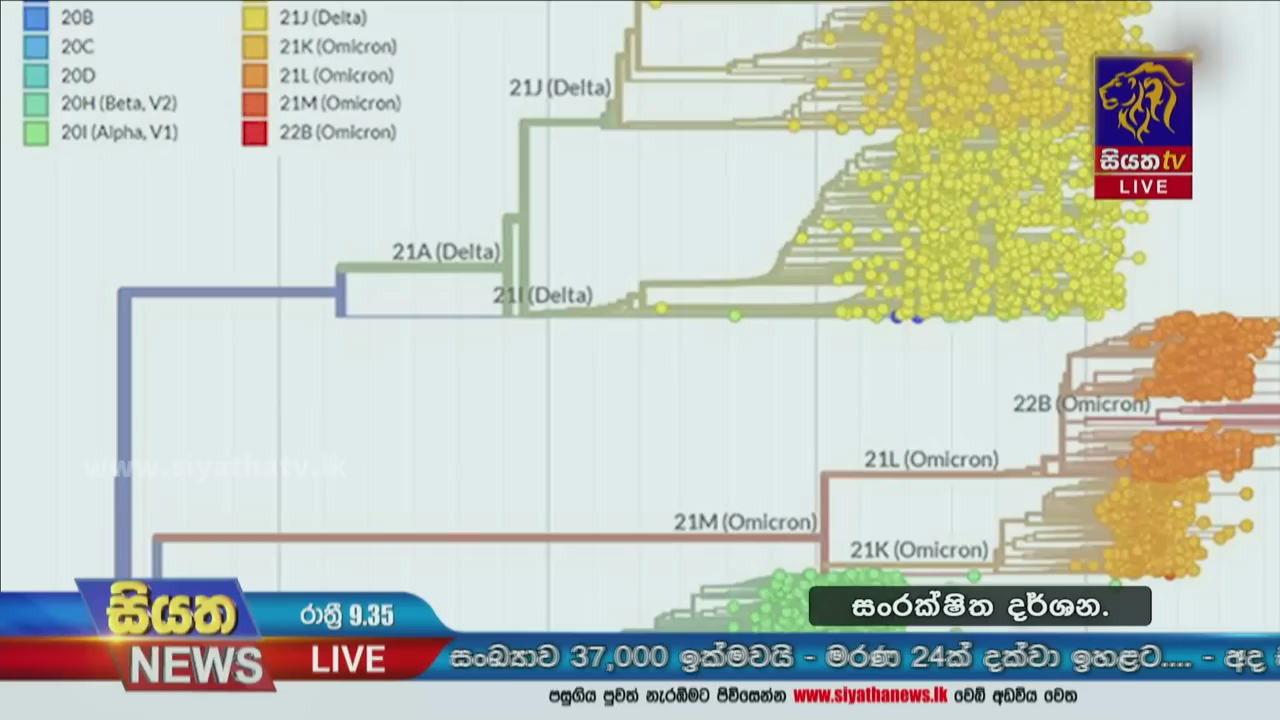 20B
21J (Delta)
20C
21K (Omicron)
20D
21L (Omicron)
20H (Beta, V2)
21M (Omicron)
20I (Alpha, V1)
22B (Omicron)
21J (Delta)
සියත tv
LIVE
21A (Delta)
21I (Delta)
22B (Omicron)
www.siyathatv.lk
21L (Omicron)
21M (Omicron)
21K (Omicron)
සංරක්ෂිත දර්ශන.
සියත
NEWS
රාත්‍රී 9.35
LIVE
සංඛ්‍යාව 37,000 ඉක්මවයි - මරණ 24ක් දක්වා ඉහළට.... - අද
පසුගිය පුවත් නැරඹීමට පිවිසෙන්න www.siyathanews.lk වෙබ් අඩවිය වෙත